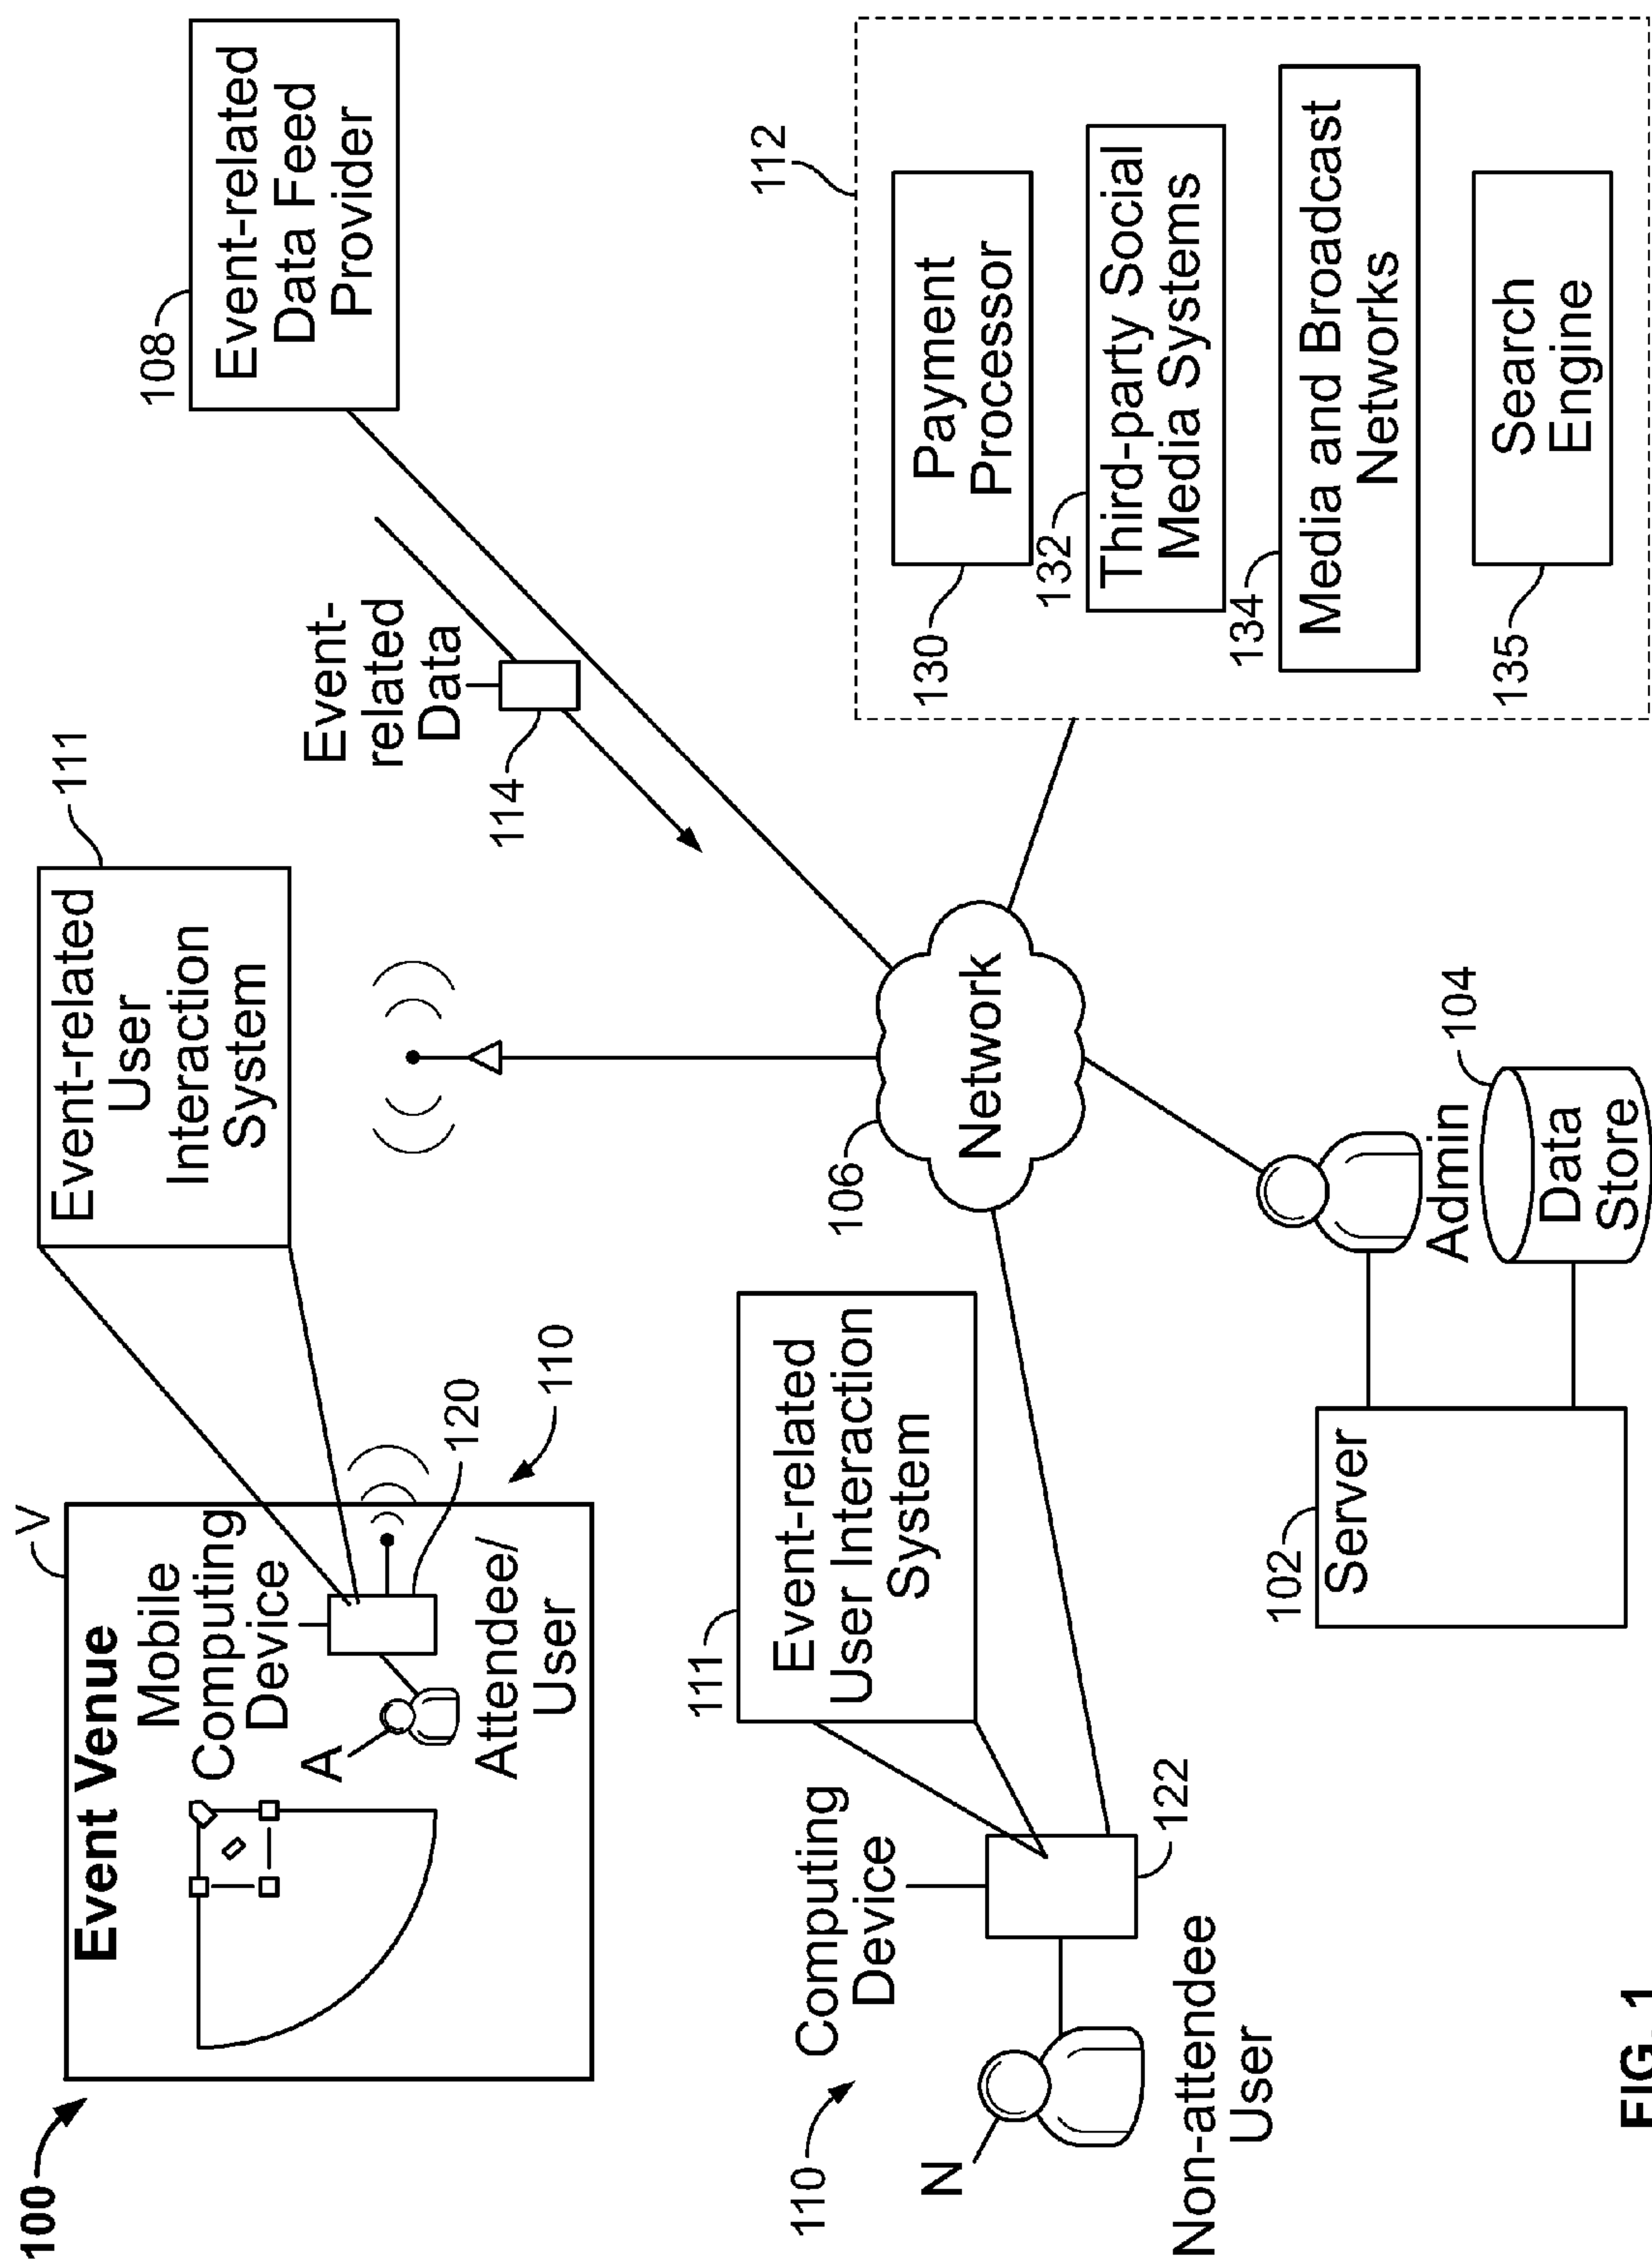 100
Event Venue
V
Mobile
Computing
Device
A
Attendee/
User
120
110
Event-related
User
Interaction
System
111
108
Event-related
Data Feed
Provider
Event-
related
Data
114
110
N
Non-attendee
User
Computing
Device
122
111
Event-related
User Interaction
System
106
Network
102
Server
Admin
104
Data
Store
112
130
Payment
Processor
132
Third-party Social
Media Systems
134
Media and Broadcast
Networks
135
Search
Engine
FIG. 1